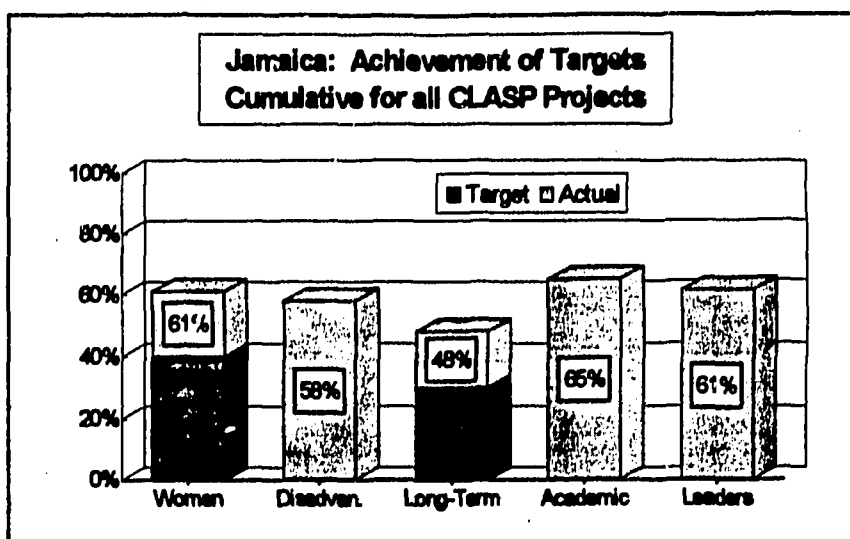 Jamaica: Achievement of Targets
Cumulative for all CLASP Projects
100%
Target Actual
80%
60%
61%
48%
40%
58%
65%
61%
20%
0%
Women Disadvan. Long-Term Academic Leaders